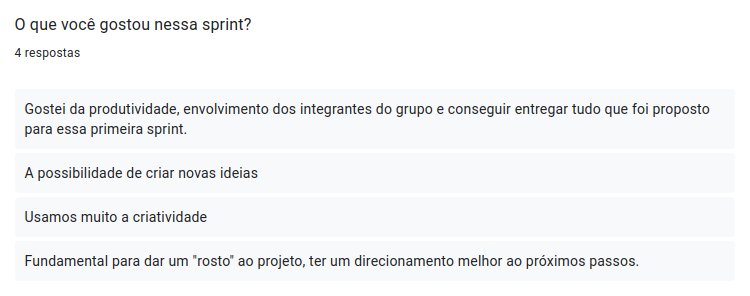 O que você gostou nessa sprint?
4 respostas
Gostei da produtividade, envolvimento dos integrantes do grupo e conseguir entregar tudo que foi proposto
para essa primeira sprint.
A possibilidade de criar novas ideias
Usamos muito a criatividade
Fundamental para dar um "rosto" ao projeto, ter um direcionamento melhor ao próximos passos.